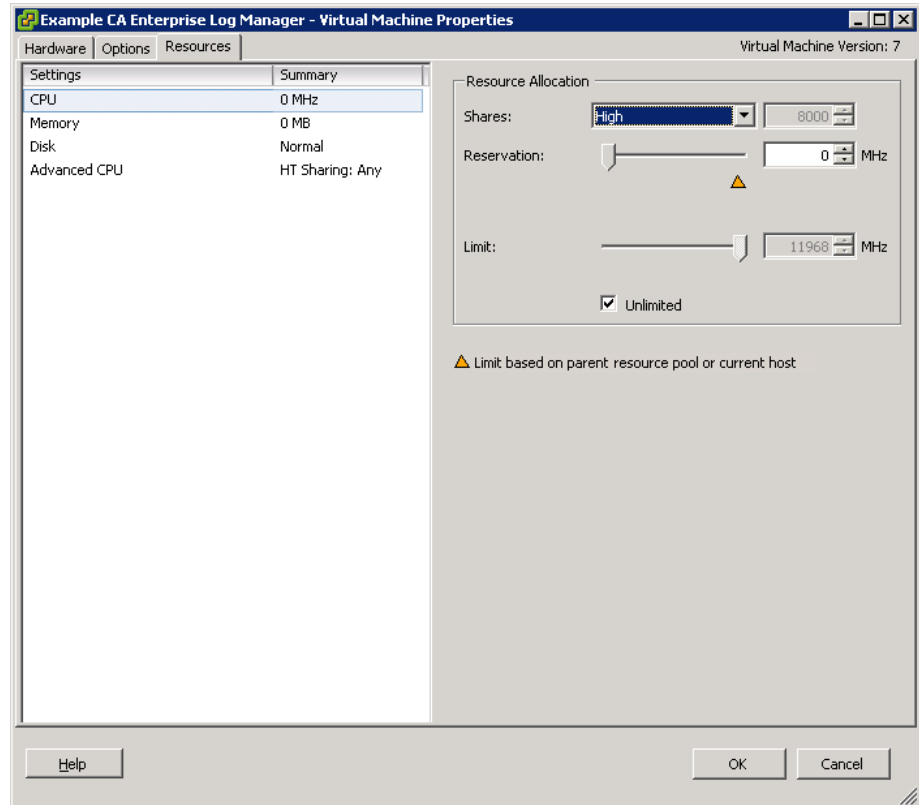 Example CA Enterprise Log Manager - Virtual Machine Properties
Hardware Options Resources Virtual Machine Version: 7
Settings Summary
CPU 0 MHz
Memory 0 MB
Disk Normal
Advanced CPU HT Sharing: Any
Resource Allocation
Shares: High 8000
Reservation: 0 MHz
Limit: 11968 MHz
Unlimited
Limit based on parent resource pool or current host
Help OK Cancel